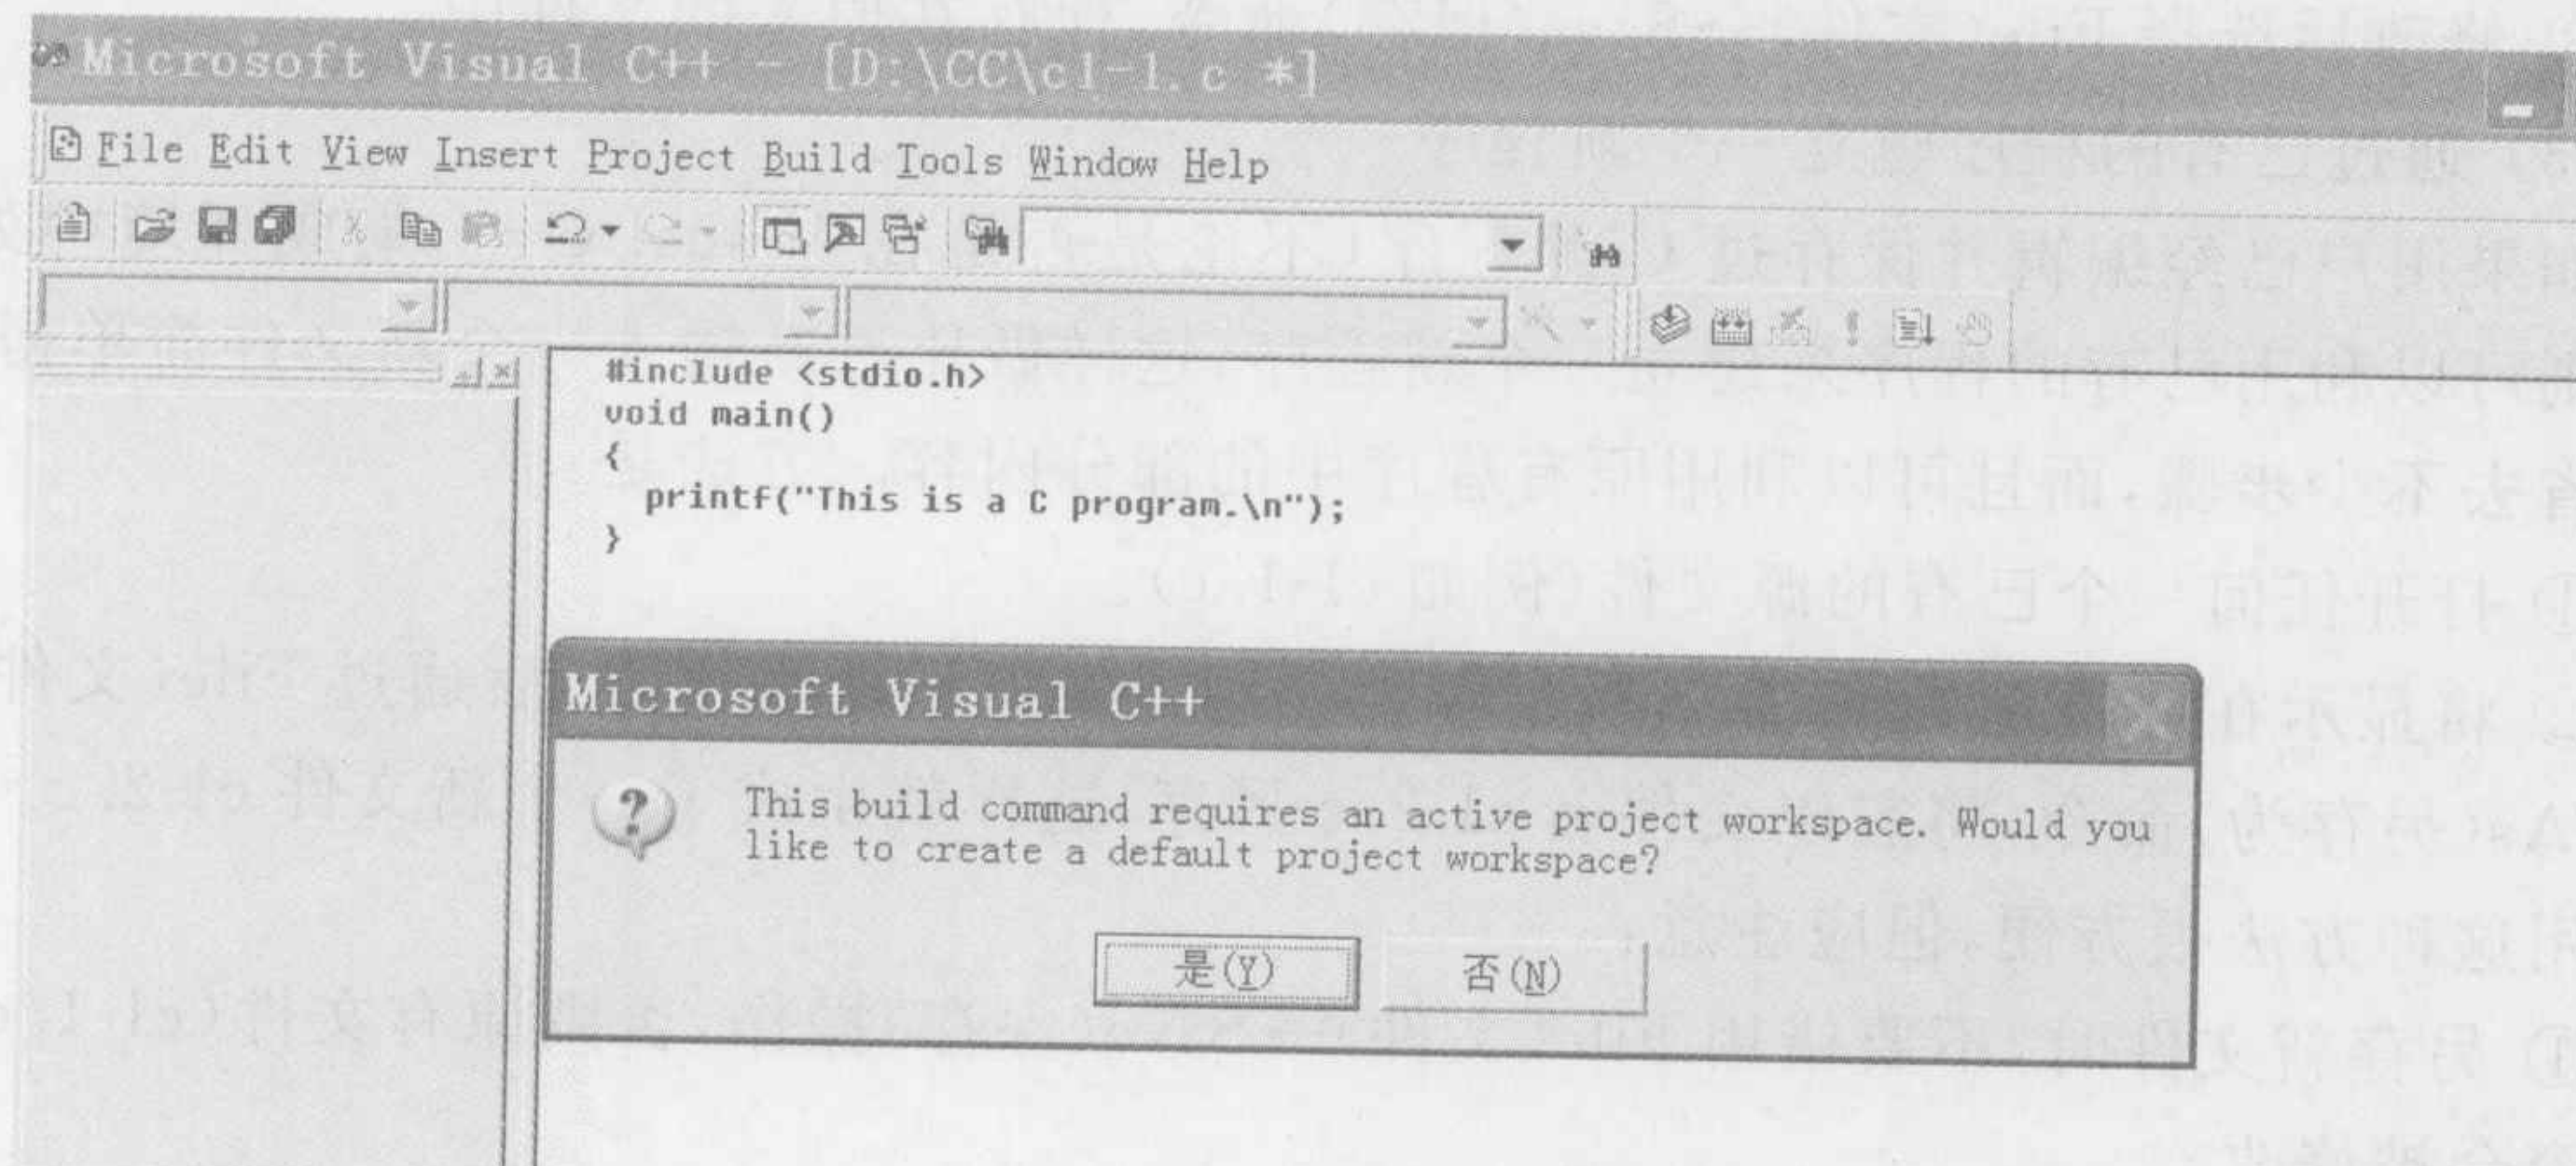 Microsoft Visual C++ - [D:\CC\c1-1.c *]
File Edit View Insert Project Build Tools Window Help
#include <stdio.h>
void main()
{
printf("This is a C program.\n");
}
Microsoft Visual C++
This build command requires an active project workspace. Would you
like to create a default project workspace?
是(Y)
否(N)